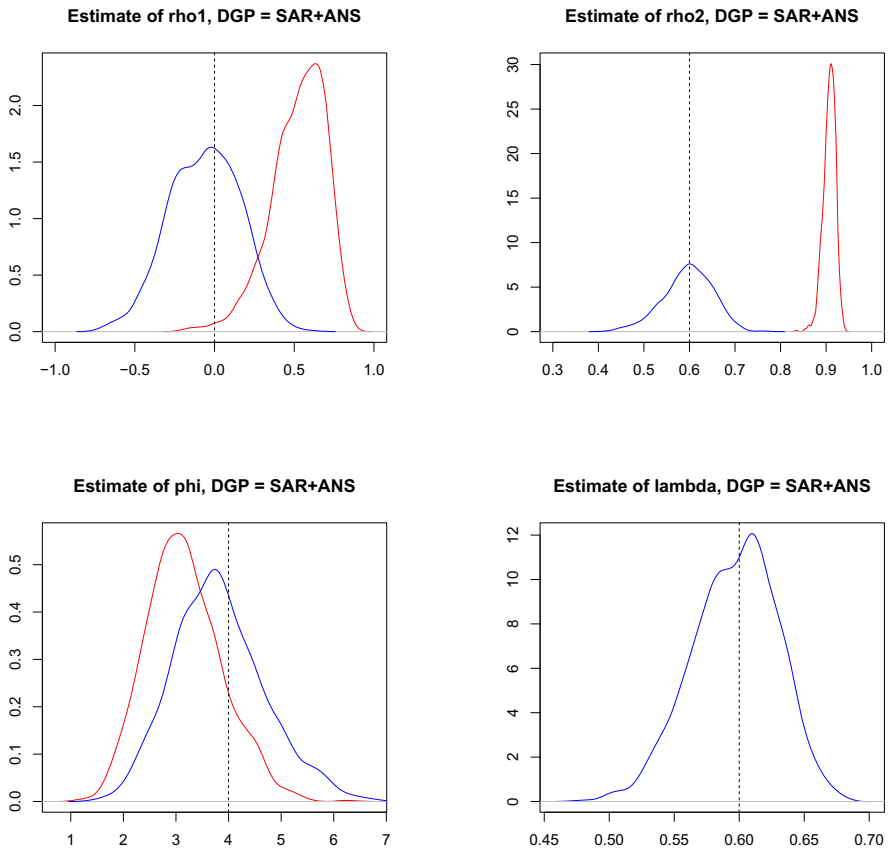 Estimate of rho1, DGP = SAR+ANS
0.0 0.5 1.0 1.5 2.0
−1.0 −0.5 0.0 0.5 1.0
Estimate of rho2, DGP = SAR+ANS
0 5 10 15 20 25 30
0.3 0.4 0.5 0.6 0.7 0.8 0.9 1.0
Estimate of phi, DGP = SAR+ANS
0.0 0.1 0.2 0.3 0.4 0.5
1 2 3 4 5 6 7
Estimate of lambda, DGP = SAR+ANS
0 2 4 6 8 10 12
0.45 0.50 0.55 0.60 0.65 0.70